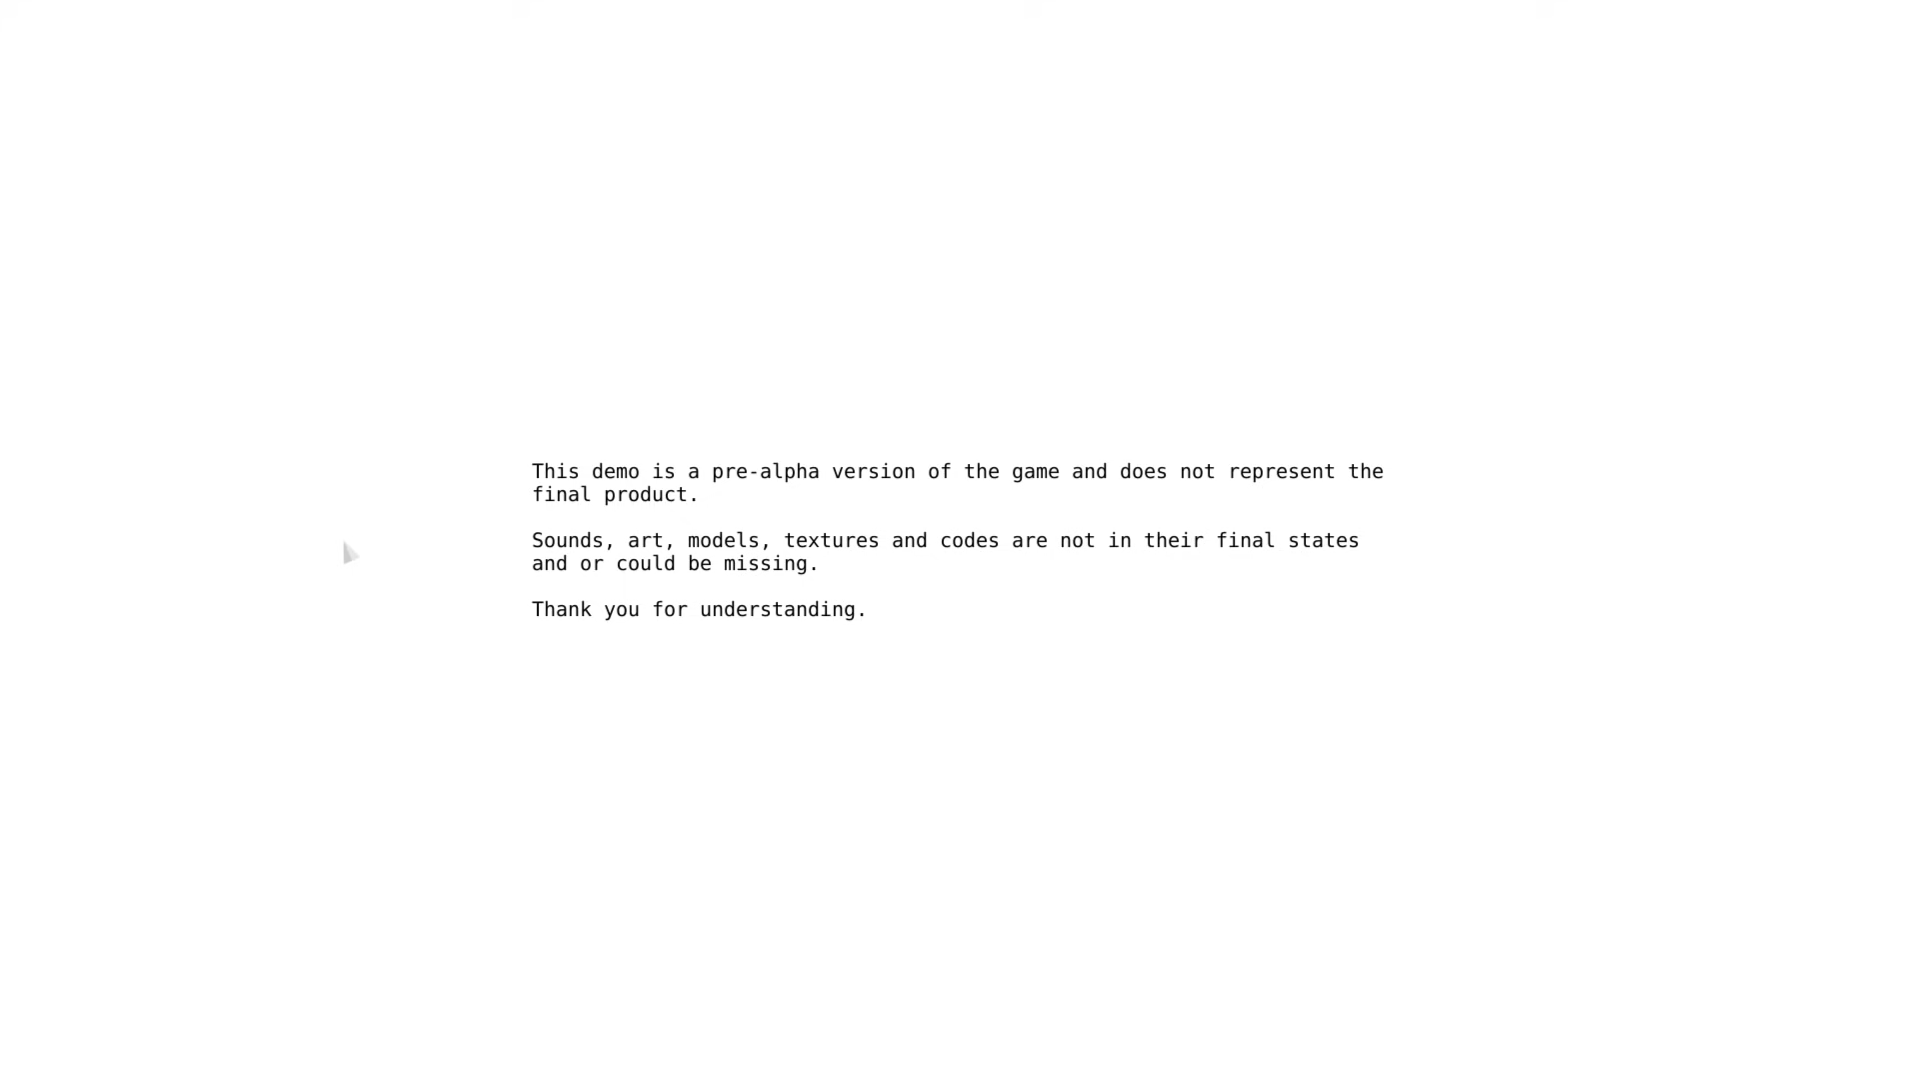 This demo is a pre-alpha version of the game and does not represent the
final product.
Sounds, art, models, textures and codes are not in their final states
and or could be missing.
Thank you for understanding.